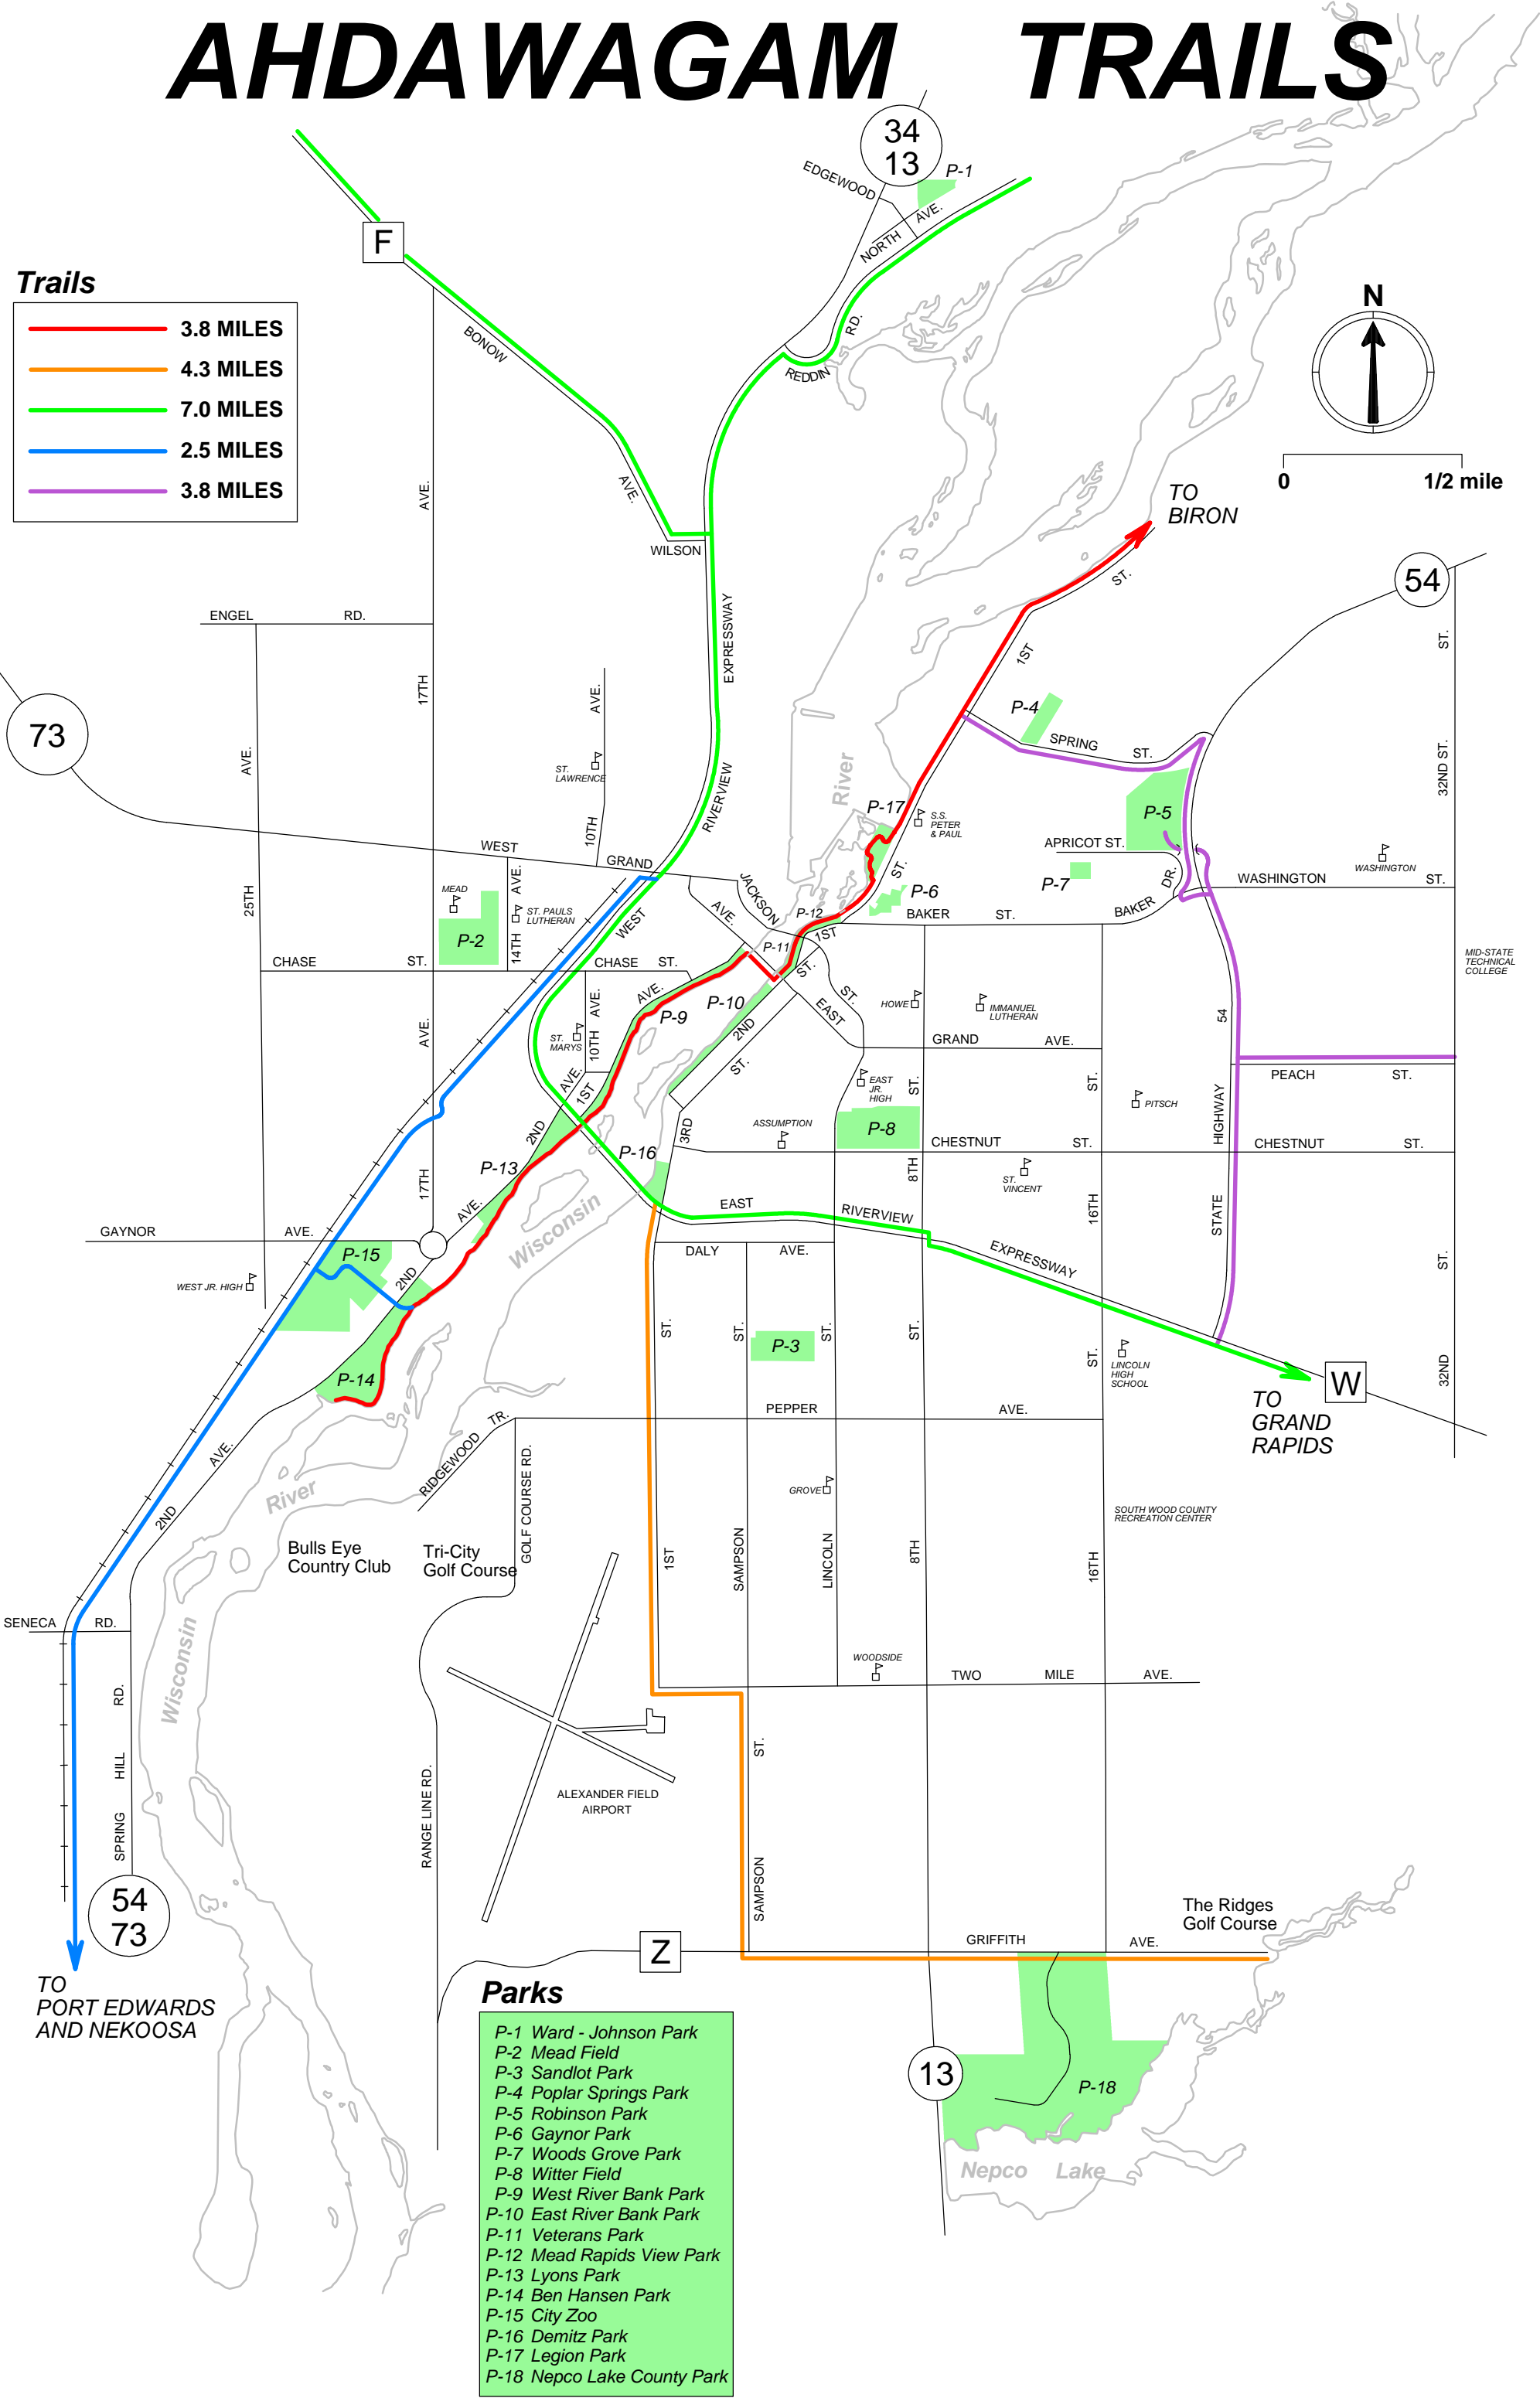 AHDAWAGAM TRAILS
34
13
P-1
EDGEWOOD
NORTH AVE.
F
Trails
3.8 MILES
4.3 MILES
7.0 MILES
2.5 MILES
3.8 MILES
N
0 1/2 mile
BONOW
AVE.
REDDIN
RD.
AVE.
WILSON
TO
BIRON
ST.
54
ST.
ENGEL RD.
EXPRESSWAY
1ST
17TH
AVE.
73
AVE.
P-4
SPRING ST.
32ND ST.
ST.
LAWRENCE
10TH
RIVERVIEW
River
P-17
S.S.
PETER
& PAUL
P-5
APRICOT ST.
WEST
GRAND
JACKSON
AVE.
ST.
P-7
DR.
WASHINGTON
WASHINGTON ST.
25TH
MEAD
P-2
AVE.
14TH
ST. PAULS
LUTHERAN
WEST
P-12
P-6
BAKER ST.
BAKER
1ST
P-11
ST.
CHASE ST.
CHASE ST.
MID-STATE
TECHNICAL
COLLEGE
AVE.
AVE.
10TH
ST.
MARYS
AVE.
P-9
P-10
2ND
ST.
EAST
ST.
HOWE
IMMANUEL
LUTHERAN
54
GRAND AVE.
AVE.
1ST
EAST
JR.
HIGH
ST.
ST.
PITSCH
PEACH ST.
HIGHWAY
2ND
3RD
ASSUMPTION
P-8
CHESTNUT ST.
CHESTNUT ST.
P-13
P-16
8TH
ST.
VINCENT
17TH
AVE.
Wisconsin
EAST
RIVERVIEW
EXPRESSWAY
16TH
STATE
GAYNOR AVE.
P-15
2ND
WEST JR. HIGH
DALY AVE.
ST.
ST.
ST.
ST.
ST.
ST.
P-3
P-14
LINCOLN
HIGH
SCHOOL
W
32ND
TO
GRAND
RAPIDS
PEPPER AVE.
RIDGEWOOD TR.
AVE.
2ND
River
GOLF COURSE RD.
GROVE
SOUTH WOOD COUNTY
RECREATION CENTER
Bulls Eye
Country Club
Tri-City
Golf Course
1ST
SAMPSON
LINCOLN
8TH
16TH
SENECA RD.
Wisconsin
WOODSIDE
TWO MILE AVE.
RD.
HILL
SPRING
ST.
ALEXANDER FIELD
AIRPORT
RANGE LINE RD.
SAMPSON
54
73
The Ridges
Golf Course
GRIFFITH AVE.
Z
TO
PORT EDWARDS
AND NEKOOSA
13
P-18
Nepco Lake
Parks
P-1 Ward - Johnson Park
P-2 Mead Field
P-3 Sandlot Park
P-4 Poplar Springs Park
P-5 Robinson Park
P-6 Gaynor Park
P-7 Woods Grove Park
P-8 Witter Field
P-9 West River Bank Park
P-10 East River Bank Park
P-11 Veterans Park
P-12 Mead Rapids View Park
P-13 Lyons Park
P-14 Ben Hansen Park
P-15 City Zoo
P-16 Demitz Park
P-17 Legion Park
P-18 Nepco Lake County Park